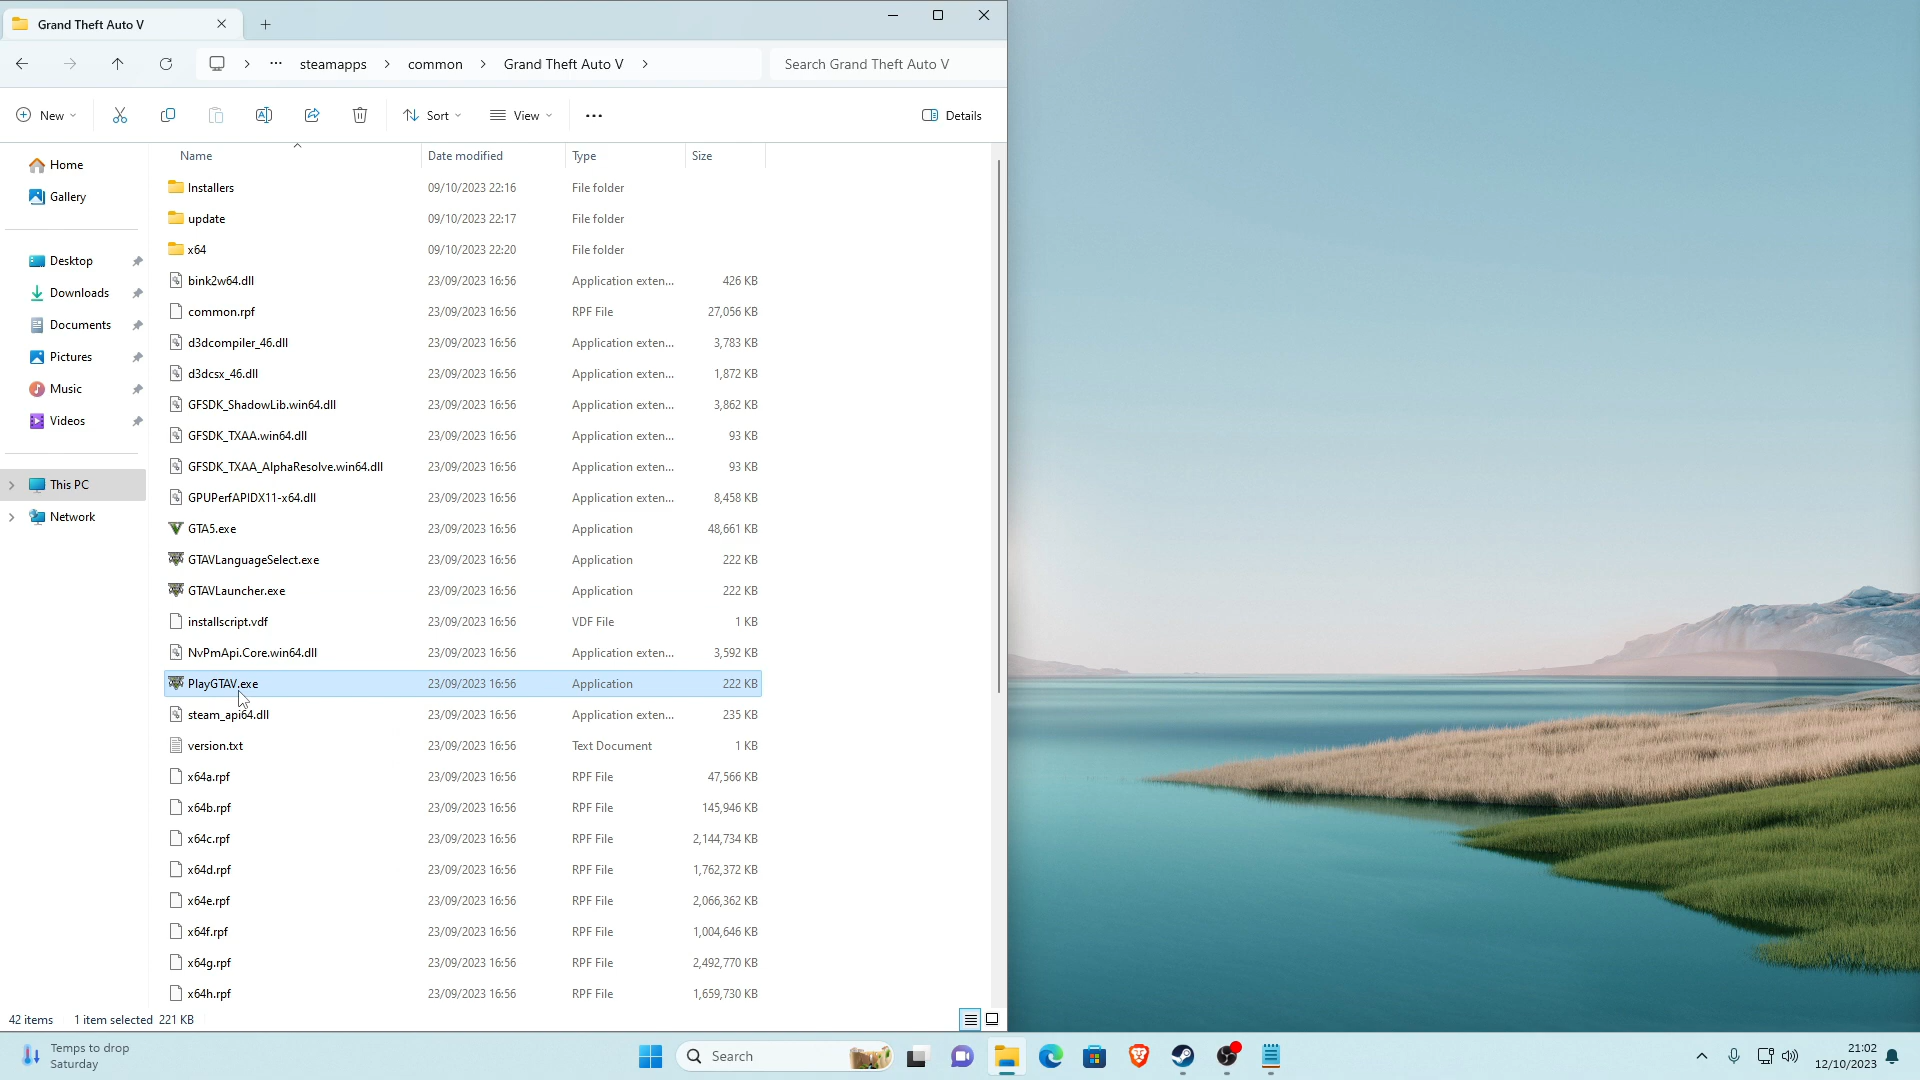 Grand Theft Auto V
steamapps common Grand Theft Auto V
Search Grand Theft Auto V
New Sort View Details
Name Date modified Type Size
Home
Gallery
Desktop
Downloads
Documents
Pictures
Music
Videos
This PC
Network
Installers 09/10/2023 22:16 File folder
update 09/10/2023 22:17 File folder
x64 09/10/2023 22:20 File folder
bink2w64.dll 23/09/2023 16:56 Application exten... 426 KB
common.rpf 23/09/2023 16:56 RPF File 27,056 KB
d3dcompiler_46.dll 23/09/2023 16:56 Application exten... 3,783 KB
d3dcsx_46.dll 23/09/2023 16:56 Application exten... 1,872 KB
GFSDK_ShadowLib.win64.dll 23/09/2023 16:56 Application exten... 3,862 KB
GFSDK_TXAA.win64.dll 23/09/2023 16:56 Application exten... 93 KB
GFSDK_TXAA_AlphaResolve.win64.dll 23/09/2023 16:56 Application exten... 93 KB
GPUPerfAPIDX11-x64.dll 23/09/2023 16:56 Application exten... 8,458 KB
GTA5.exe 23/09/2023 16:56 Application 48,661 KB
GTAVLanguageSelect.exe 23/09/2023 16:56 Application 222 KB
GTAVLauncher.exe 23/09/2023 16:56 Application 222 KB
installscript.vdf 23/09/2023 16:56 VDF File 1 KB
NvPmApi.Core.win64.dll 23/09/2023 16:56 Application exten... 3,592 KB
PlayGTAV.exe 23/09/2023 16:56 Application 222 KB
steam_api64.dll 23/09/2023 16:56 Application exten... 235 KB
version.txt 23/09/2023 16:56 Text Document 1 KB
x64a.rpf 23/09/2023 16:56 RPF File 47,566 KB
x64b.rpf 23/09/2023 16:56 RPF File 145,946 KB
x64c.rpf 23/09/2023 16:56 RPF File 2,144,734 KB
x64d.rpf 23/09/2023 16:56 RPF File 1,762,372 KB
x64e.rpf 23/09/2023 16:56 RPF File 2,066,362 KB
x64f.rpf 23/09/2023 16:56 RPF File 1,004,646 KB
x64g.rpf 23/09/2023 16:56 RPF File 2,492,770 KB
x64h.rpf 23/09/2023 16:56 RPF File 1,659,730 KB
42 items 1 item selected 221 KB
Temps to drop
Saturday
Search
21:02
12/10/2023